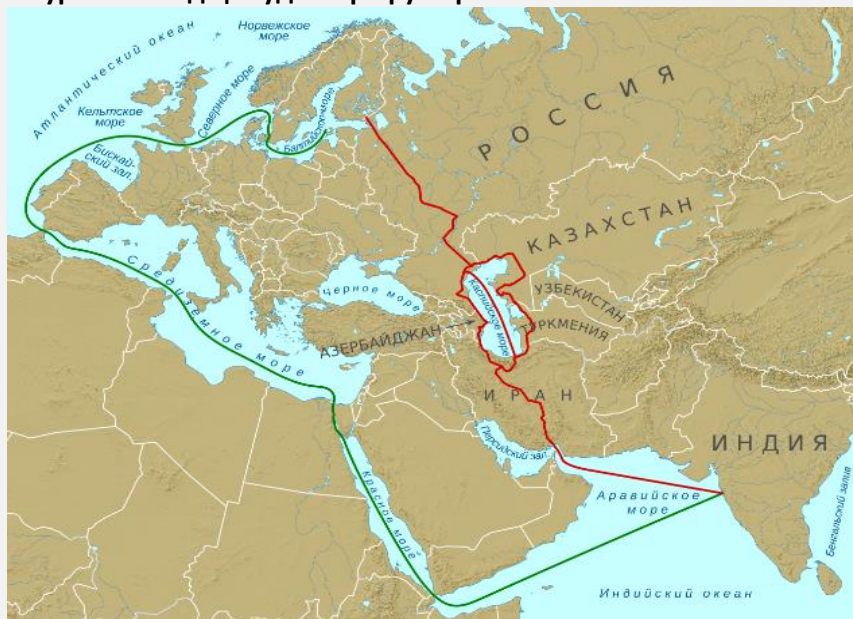 Норвежское
море
Атлантический океан
Северное море
Кельтское
море
Балтийское море
Бискай-
ский зал.
РОССИЯ
КАЗАХСТАН
Средиземное море
Черное море
Каспийское море
УЗБЕКИСТАН
АЗЕРБАЙДЖАН
ТУРКМЕНИЯ
ИРАН
Персидский зал.
ИНДИЯ
Красное море
Аравийское
море
Бенгальский залив
Индийский океан